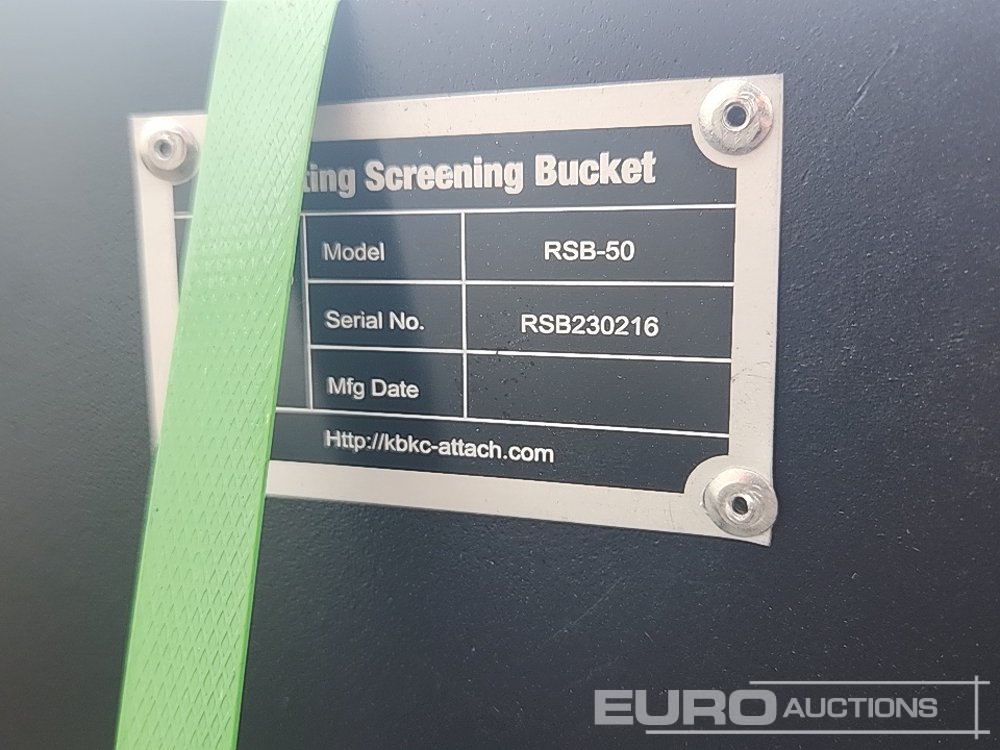 ting Screening Bucket
Model RSB-50
Serial No. RSB230216
Mfg Date
Http://kbkc-attach.com
EURO AUCTIONS